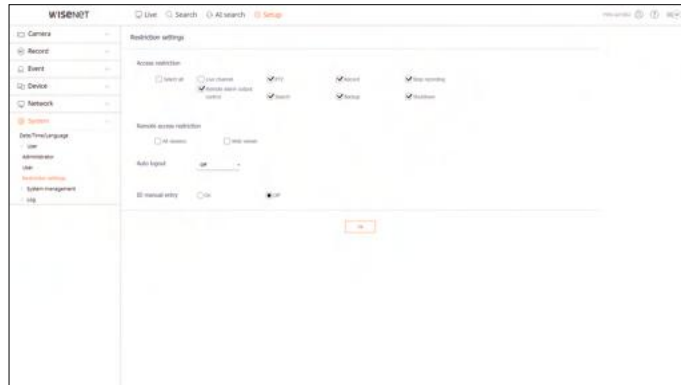 WISENET
Live Search AI search Setup
Camera
Record
Event
Device
Network
System
Date/Time/Language
User
Administrator
User
Restriction settings
System management
Log
Restriction settings
Access restriction
Select all Live channel PTZ Record Stop recording
Remote alarm output control Search Backup Shutdown
Remote access restriction
All viewers Web viewer
Auto logout Off
ID manual entry On Off
OK